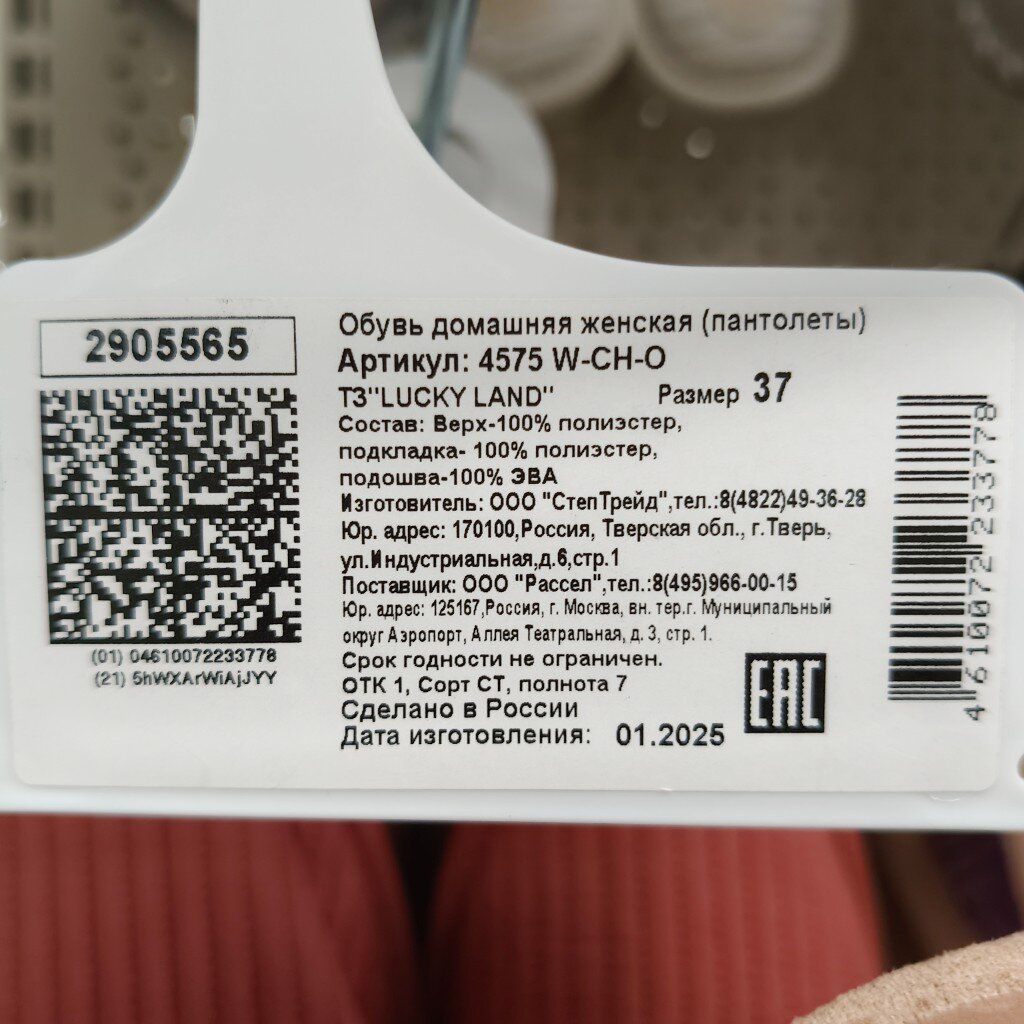 2905565
(01) 04610072233778
(21) 5hWXArWiAjJYY
Обувь домашняя женская (пантолеты)
Артикул: 4575 W-CH-O
ТЗ"LUCKY LAND" Размер 37
Состав: Верх-100% полиэстер,
подкладка- 100% полиэстер,
подошва-100% ЭВА
Изготовитель: ООО "СтепТрейд",тел.:8(4822)49-36-28
Юр. адрес: 170100,Россия, Тверская обл., г.Тверь,
ул.Индустриальная,д.6,стр.1
Поставщик: ООО "Рассел",тел.:8(495)966-00-15
Юр. адрес: 125167,Россия, г. Москва, вн. тер.г. Муниципальный
округ Аэропорт, Аллея Театральная, д. 3, стр. 1.
Срок годности не ограничен.
ОТК 1, Сорт СТ, полнота 7
Сделано в России
Дата изготовления: 01.2025
EAC
4 610072 233778